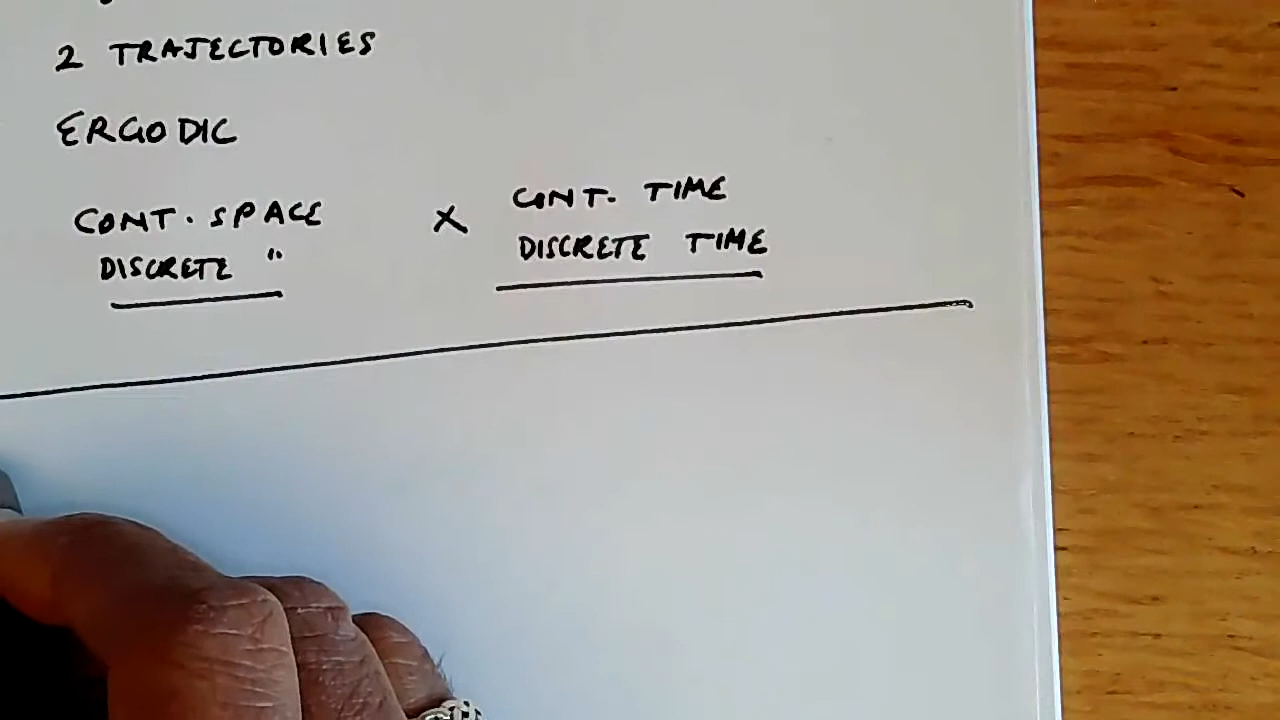 2 TRAJECTORIES
ERGODIC
CONT. SPACE × CONT. TIME
DISCRETE " DISCRETE TIME